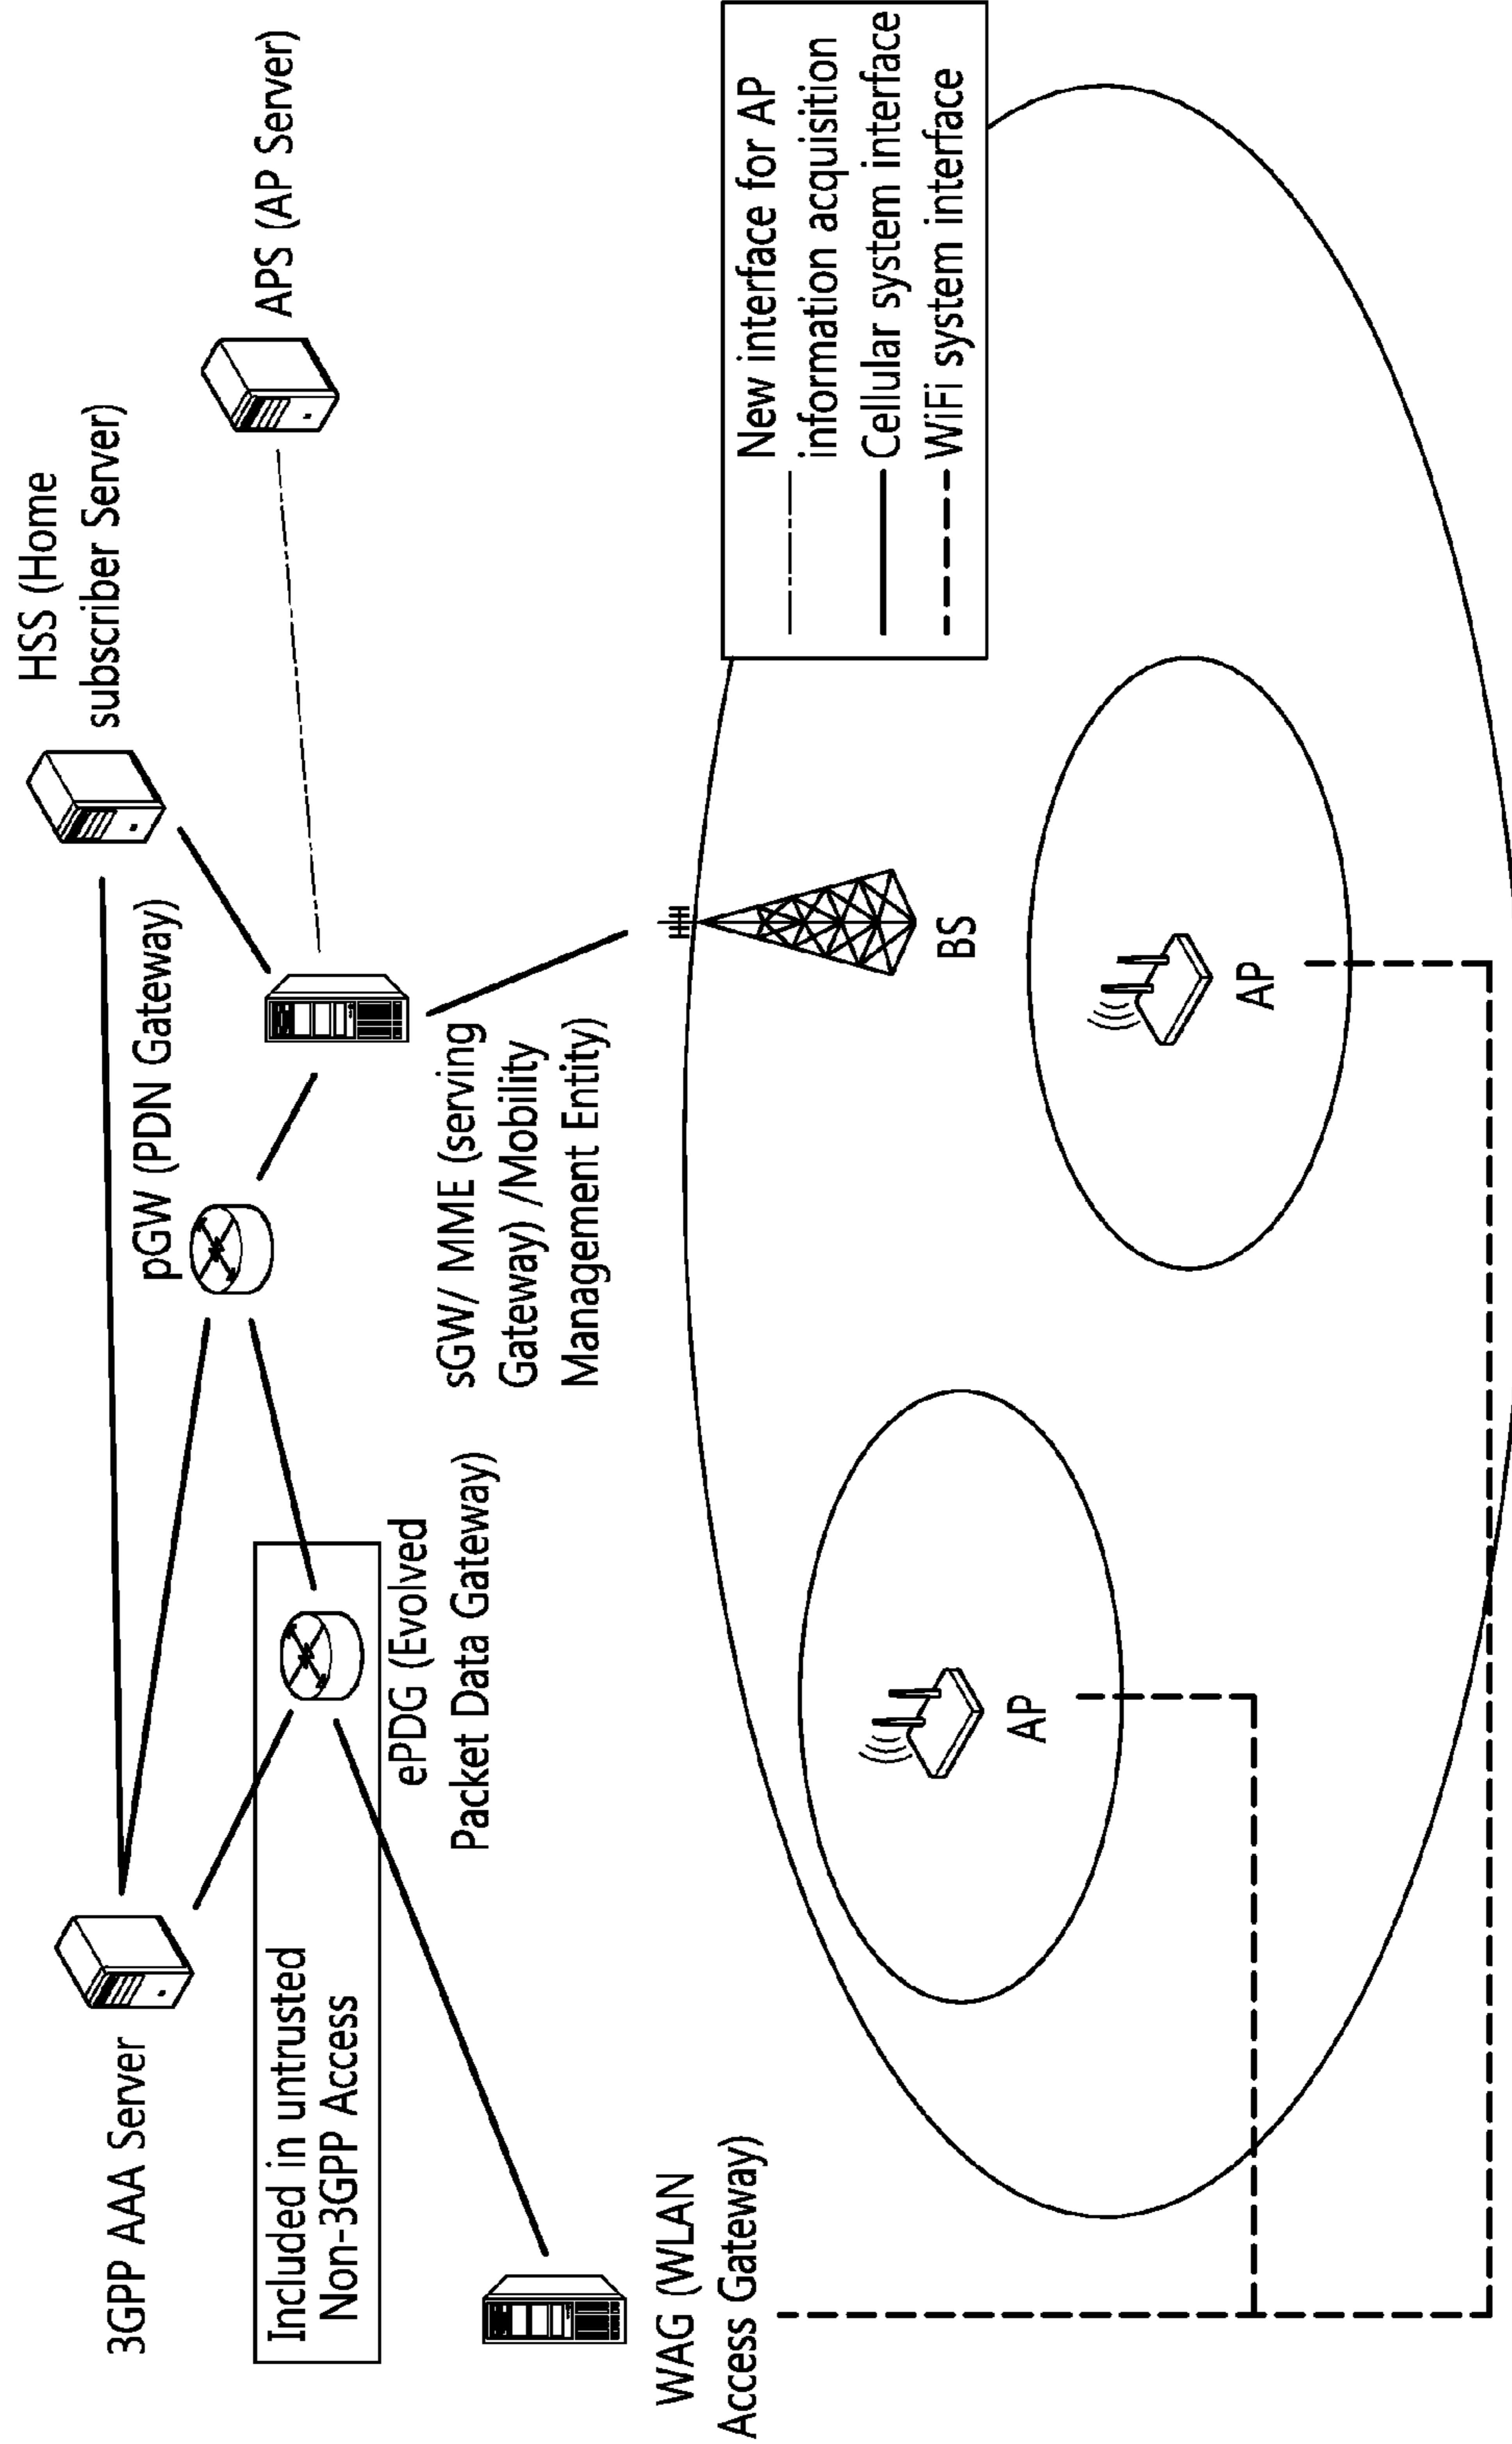 HSS (Home
subscriber Server)
3GPP AAA Server
pGW (PDN Gateway)
APS (AP Server)
Included in untrusted
Non-3GPP Access
ePDG (Evolved
Packet Data Gateway)
sGW/ MME (serving
Gateway) /Mobility
Management Entity)
WAG (WLAN
Access Gateway)
New interface for AP
information acquisition
Cellular system interface
WiFi system interface
BS
AP
AP